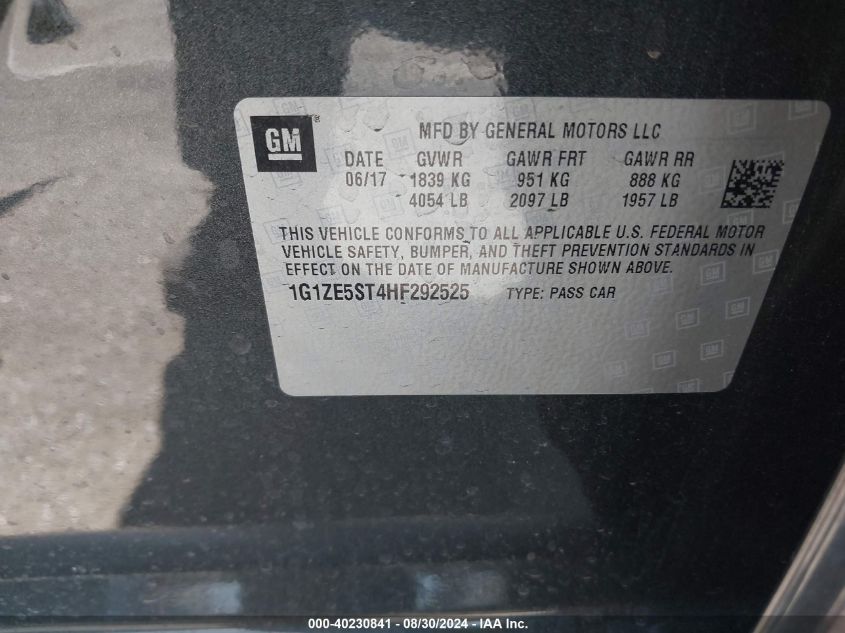 GM ®
MFD BY GENERAL MOTORS LLC
DATE GVWR GAWR FRT GAWR RR
06/17 1839 KG 951 KG 888 KG
4054 LB 2097 LB 1957 LB
THIS VEHICLE CONFORMS TO ALL APPLICABLE U.S. FEDERAL MOTOR
VEHICLE SAFETY, BUMPER, AND THEFT PREVENTION STANDARDS IN
EFFECT ON THE DATE OF MANUFACTURE SHOWN ABOVE.
1G1ZE5ST4HF292525 TYPE: PASS CAR
000-40230841 - 08/30/2024 - IAA Inc.